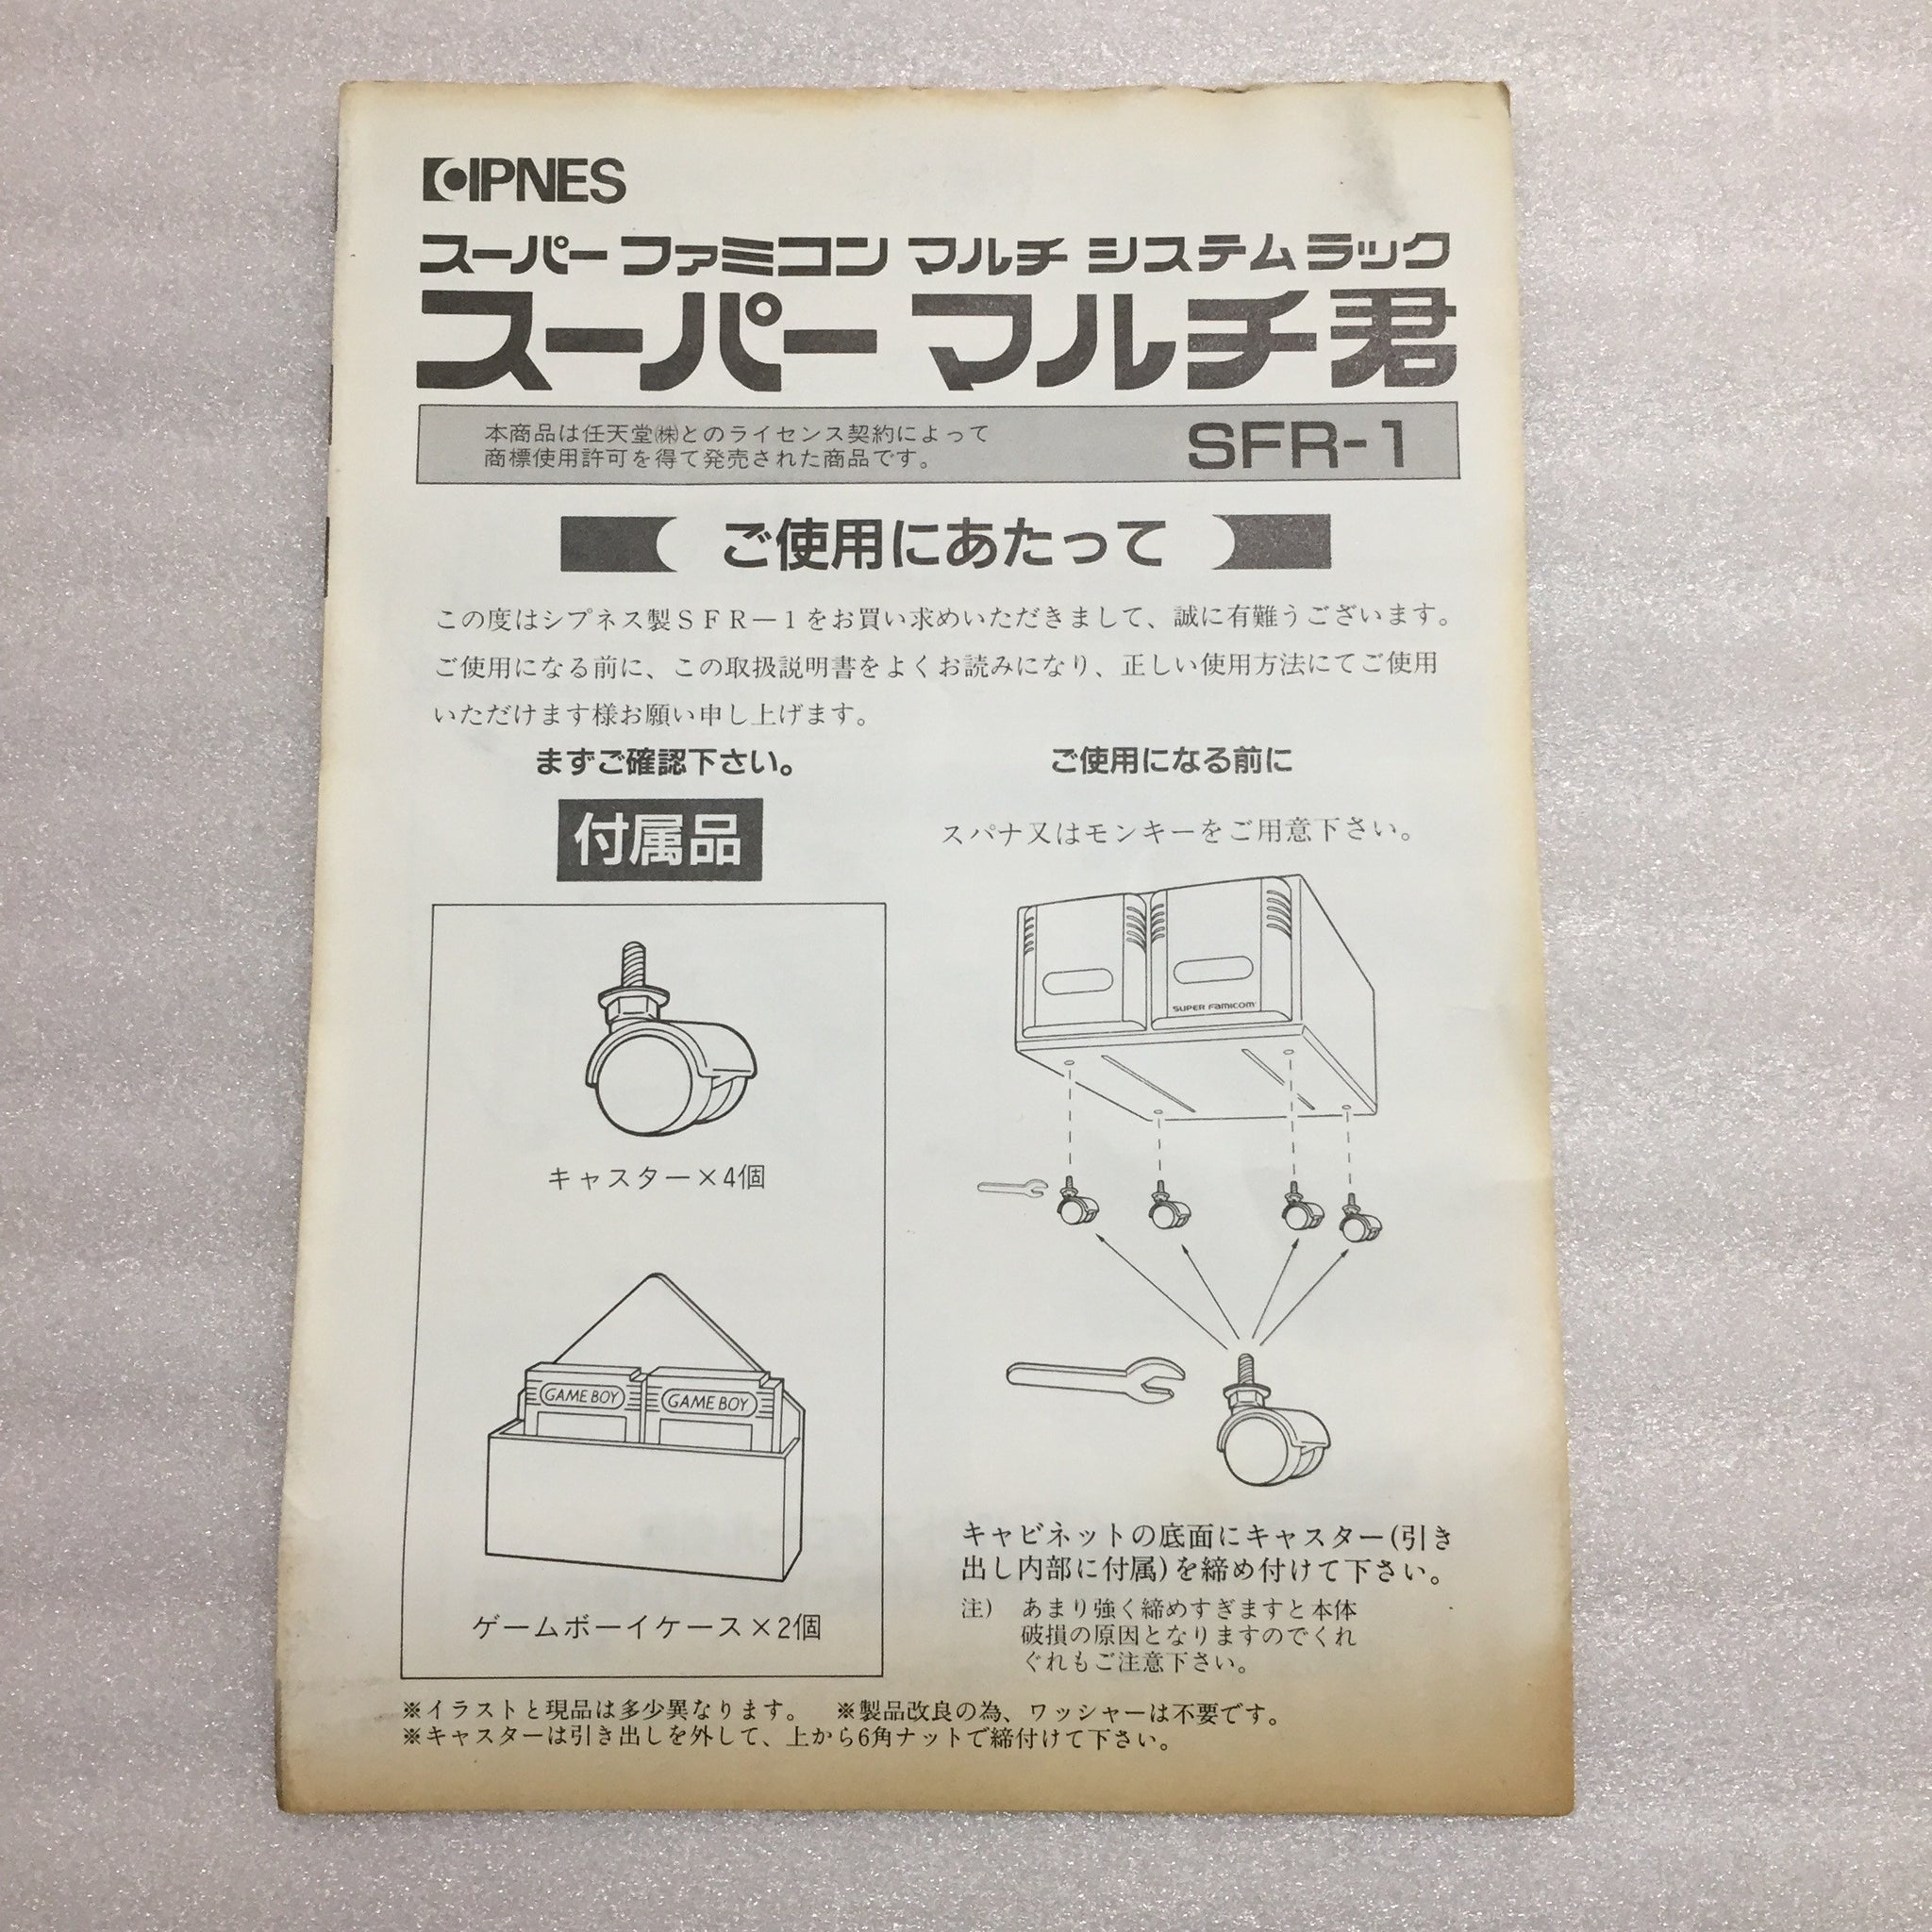 CIPNES
スーパーファミコン マルチ システムラック
スーパーマルチ君
本商品は任天堂㈱とのライセンス契約によって
商標使用許可を得て発売された商品です。
SFR-1
ご使用にあたって
この度はシプネス製SFR－1をお買い求めいただきまして、誠に有難うございます。
ご使用になる前に、この取扱説明書をよくお読みになり、正しい使用方法にてご使用
いただけます様お願い申し上げます。
まずご確認下さい。
付属品
キャスター×4個
GAME BOY
GAME BOY
ゲームボーイケース×2個
ご使用になる前に
スパナ又はモンキーをご用意下さい。
SUPER FAMICOM
キャビネットの底面にキャスター(引き
出し内部に付属)を締め付けて下さい。
注) あまり強く締めすぎますと本体
破損の原因となりますのでくれ
ぐれもご注意下さい。
※イラストと現品は多少異なります。 ※製品改良の為、ワッシャーは不要です。
※キャスターは引き出しを外して、上から6角ナットで締付けて下さい。